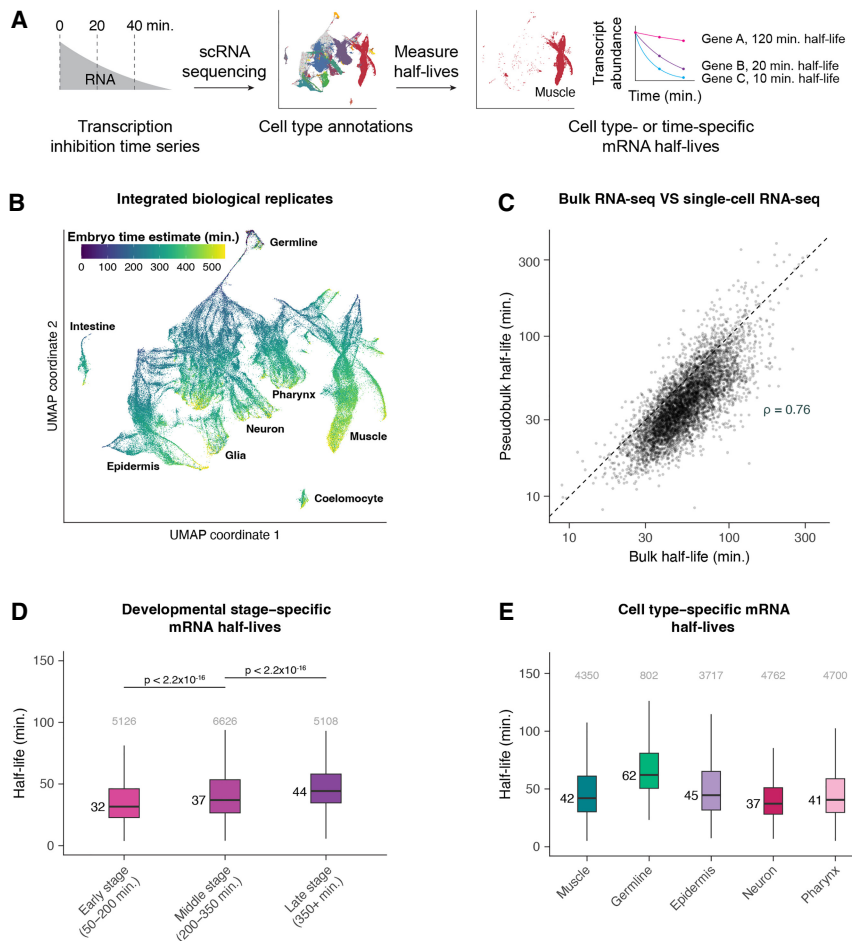 A
0 20 40 min.
RNA
Transcription
inhibition time series
scRNA
sequencing
Cell type annotations
Measure
half-lives
Muscle
Transcript
abundance
Time (min.)
Gene A, 120 min. half-life
Gene B, 20 min. half-life
Gene C, 10 min. half-life
Cell type- or time-specific
mRNA half-lives
B
Integrated biological replicates
Embryo time estimate (min.)
0 100 200 300 400 500
Germline
Intestine
Pharynx
Neuron
Muscle
Glia
Epidermis
Coelomocyte
UMAP coordinate 2
UMAP coordinate 1
C
Bulk RNA-seq VS single-cell RNA-seq
Pseudobulk half-life (min.)
300
100
30
10
ρ = 0.76
10 30 100 300
Bulk half-life (min.)
D
Developmental stage–specific
mRNA half-lives
Half-life (min.)
150
100
50
0
p < 2.2x10⁻¹⁶
p < 2.2x10⁻¹⁶
5126 6626 5108
32 37 44
Early stage
(50–200 min.)
Middle stage
(200–350 min.)
Late stage
(350+ min.)
E
Cell type–specific mRNA
half-lives
Half-life (min.)
150
100
50
0
4350 802 3717 4762 4700
42 62 45 37 41
Muscle
Germline
Epidermis
Neuron
Pharynx